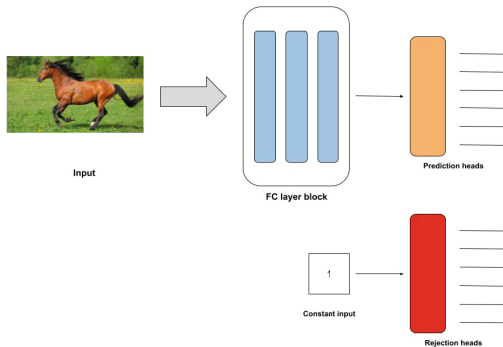 Input
FC layer block
Prediction heads
1
Constant input
Rejection heads